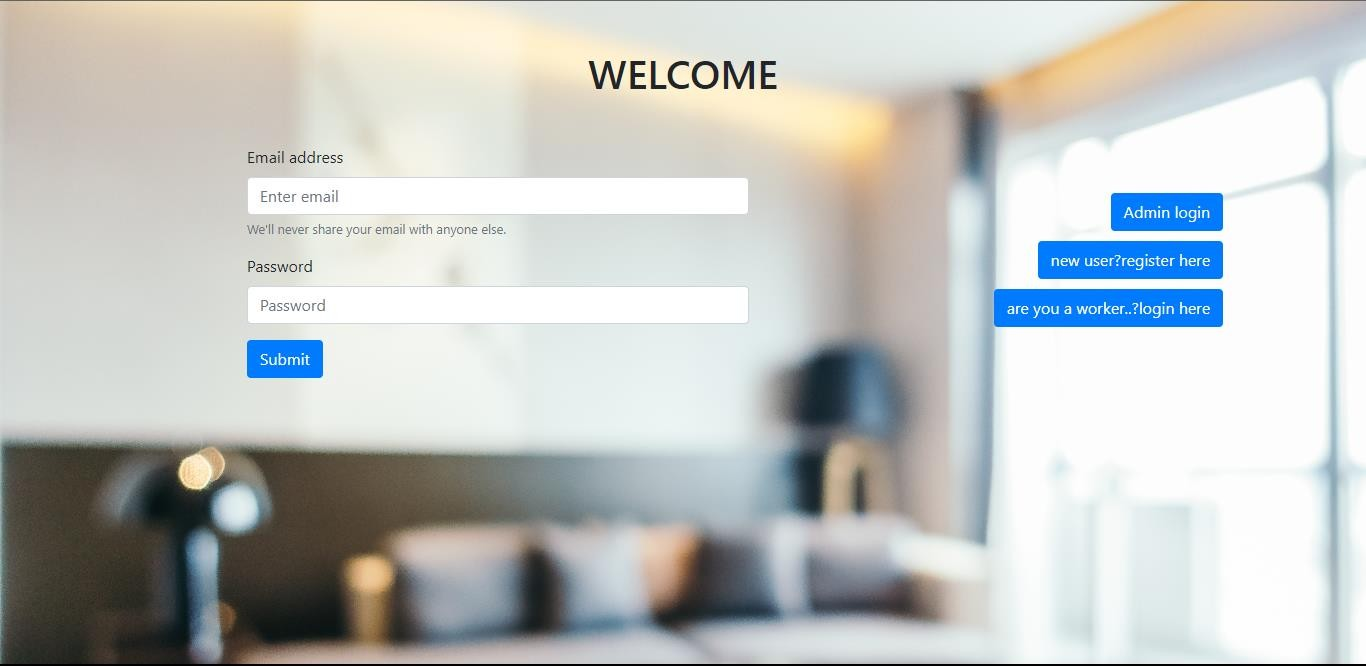 WELCOME
Email address
Enter email
We'll never share your email with anyone else.
Password
Password
Submit
Admin login
new user?register here
are you a worker..?login here